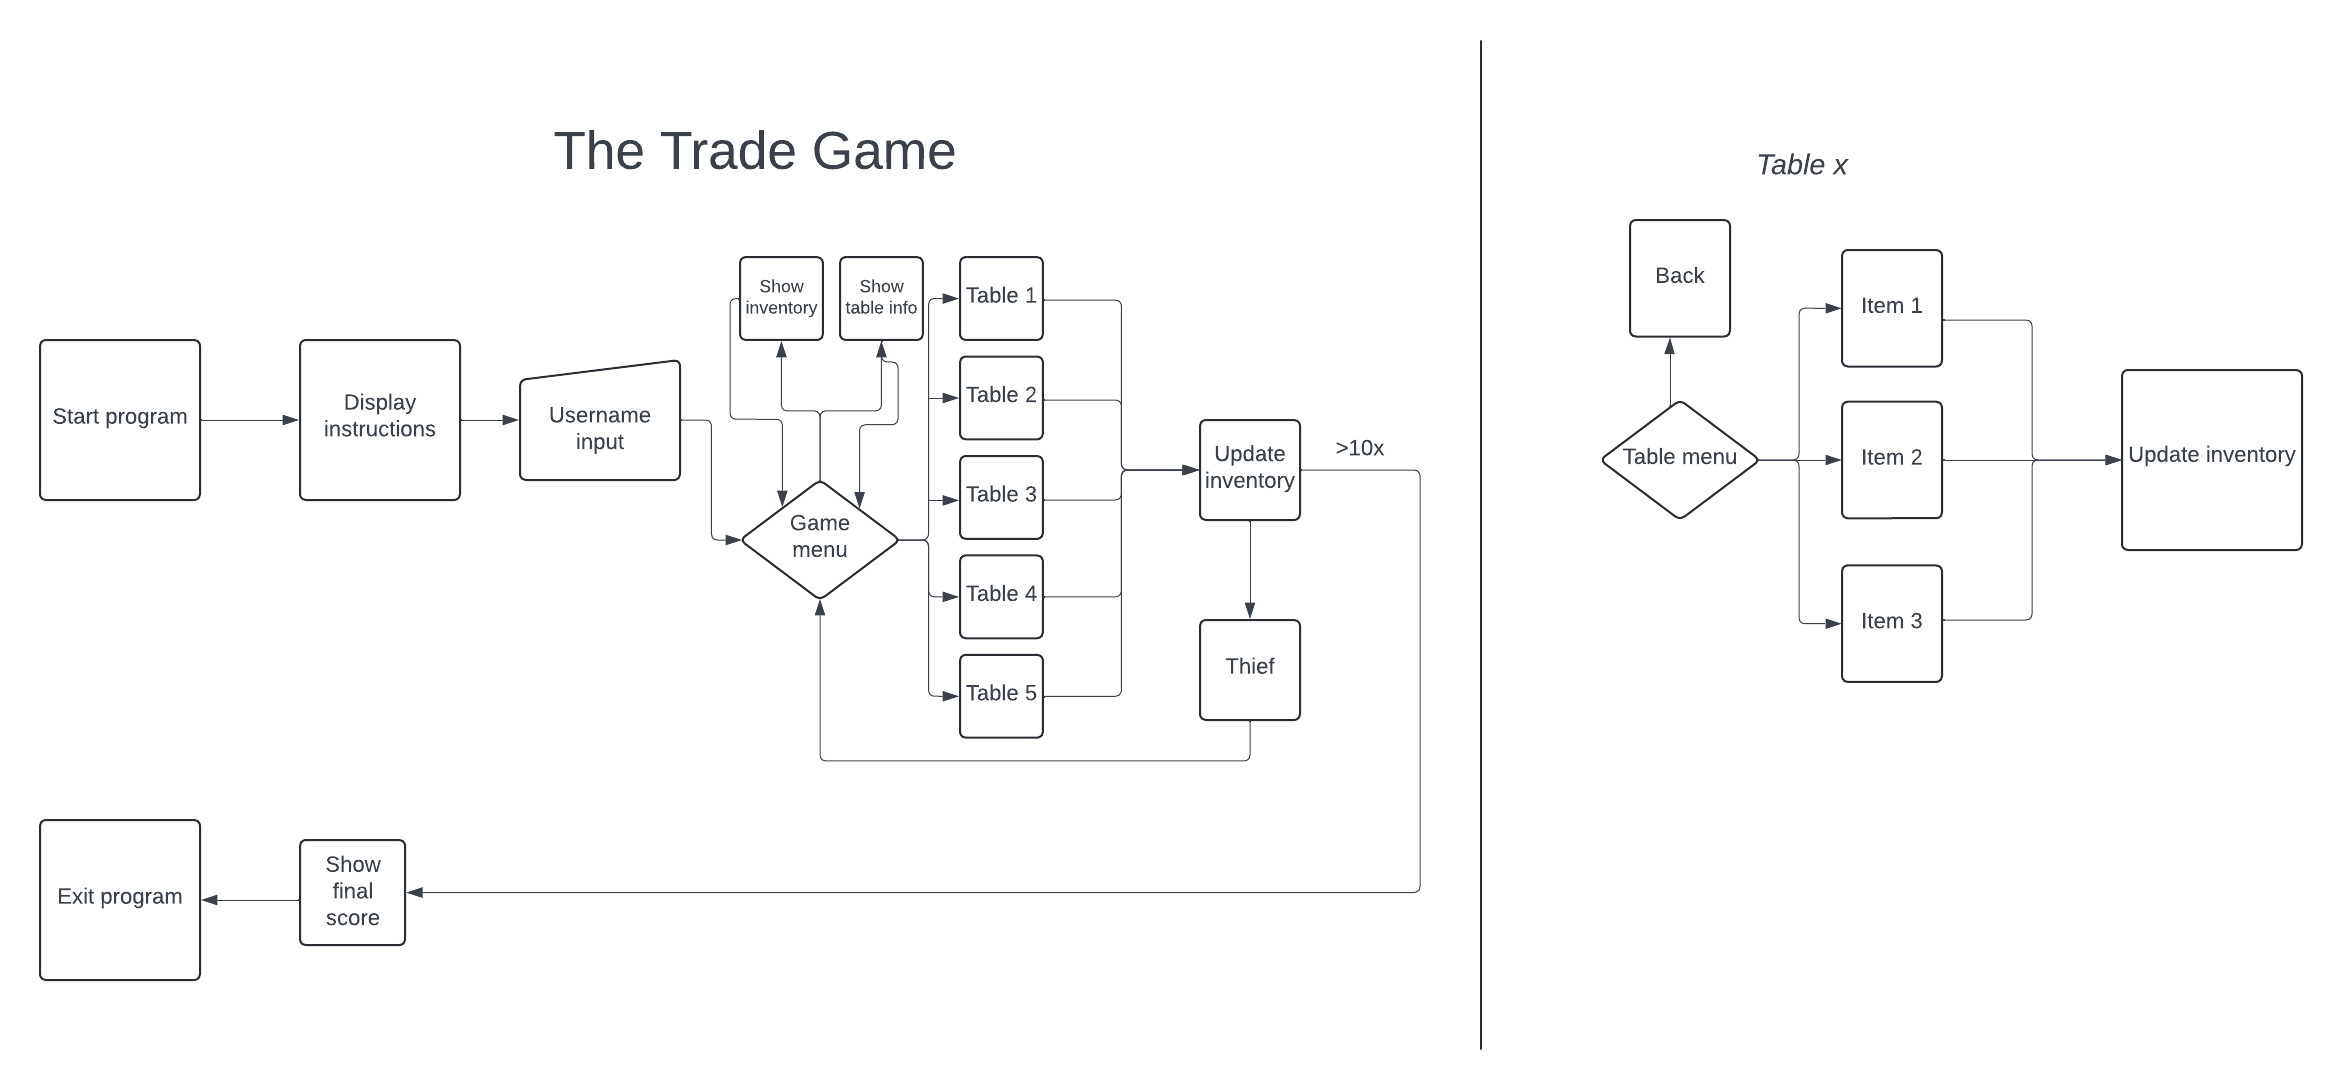 The Trade Game
Start program
Display
instructions
Username
input
Show
inventory
Show
table info
Game
menu
Table 1
Table 2
Table 3
Table 4
Table 5
Update
inventory
>10x
Thief
Exit program
Show
final
score
Table x
Back
Table menu
Item 1
Item 2
Item 3
Update inventory